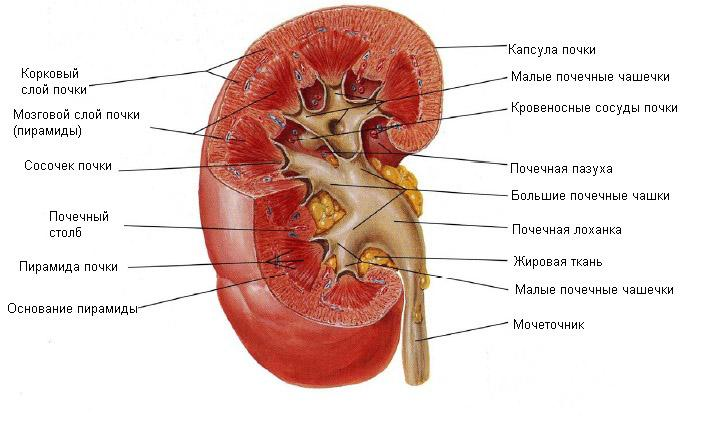 Корковый
слой почки
Мозговой слой почки
(пирамиды)
Сосочек почки
Почечный
столб
Пирамида почки
Основание пирамиды
Капсула почки
Малые почечные чашечки
Кровеносные сосуды почки
Почечная пазуха
Большие почечные чашки
Почечная лоханка
Жировая ткань
Малые почечные чашечки
Мочеточник